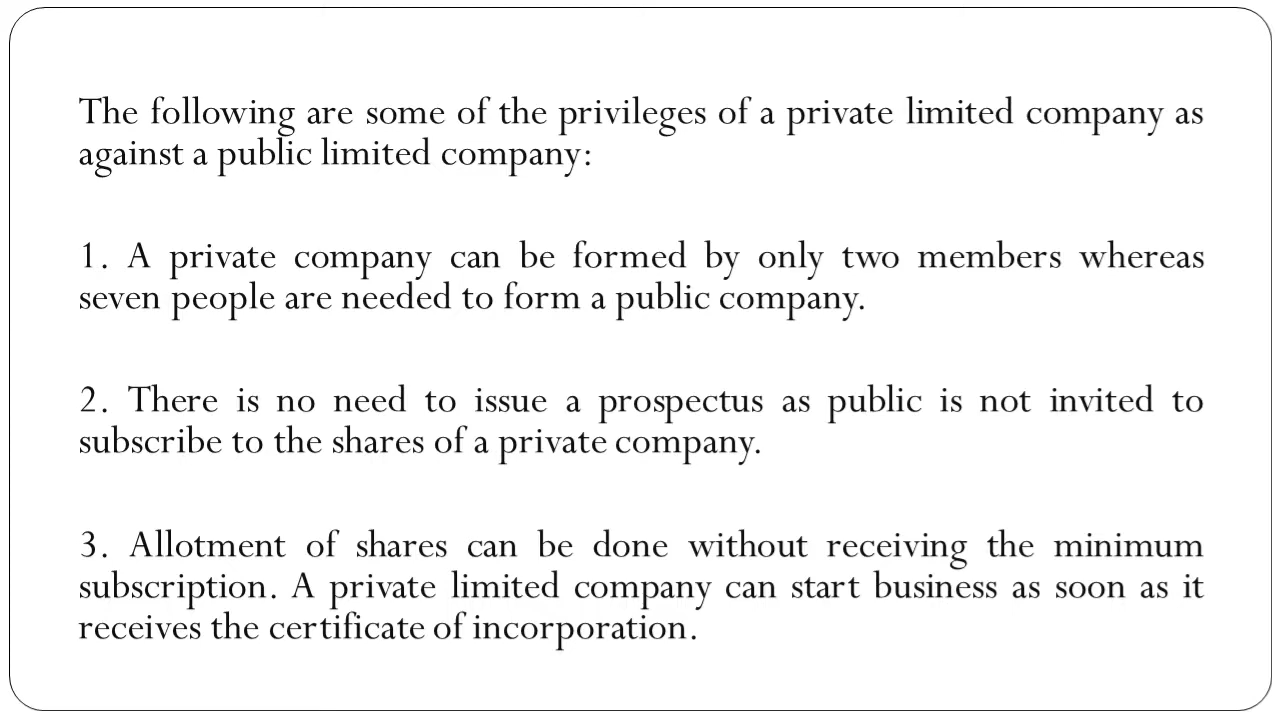 The following are some of the privileges of a private limited company as
against a public limited company:
1. A private company can be formed by only two members whereas
seven people are needed to form a public company.
2. There is no need to issue a prospectus as public is not invited to
subscribe to the shares of a private company.
3. Allotment of shares can be done without receiving the minimum
subscription. A private limited company can start business as soon as it
receives the certificate of incorporation.